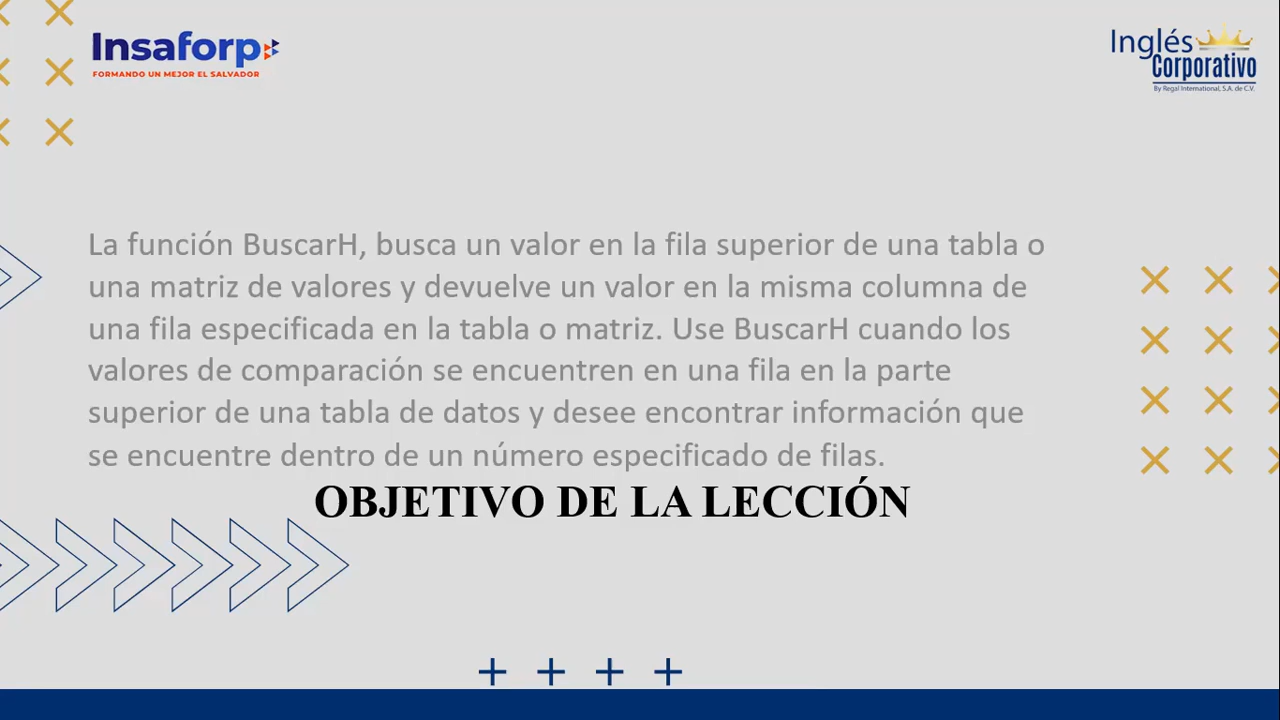 Insaforp
FORMANDO UN MEJOR EL SALVADOR
Inglés
Corporativo
By Regal International, S.A. de C.V.
La función BuscarH, busca un valor en la fila superior de una tabla o
una matriz de valores y devuelve un valor en la misma columna de
una fila especificada en la tabla o matriz. Use BuscarH cuando los
valores de comparación se encuentren en una fila en la parte
superior de una tabla de datos y desee encontrar información que
se encuentre dentro de un número especificado de filas.
OBJETIVO DE LA LECCIÓN